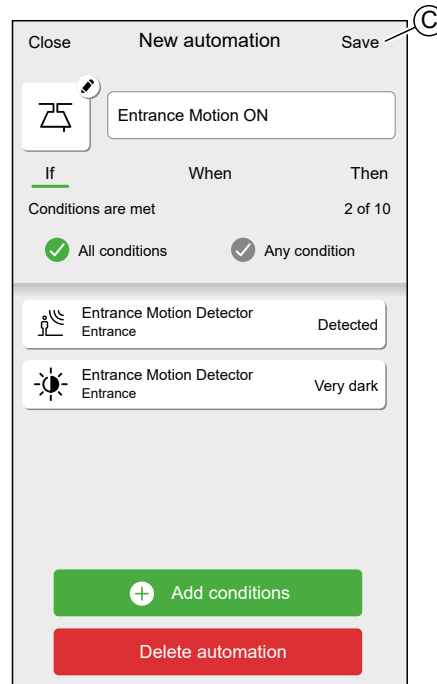 C
Close New automation Save
Entrance Motion ON
If When Then
Conditions are met 2 of 10
All conditions Any condition
Entrance Motion Detector
Entrance Detected
Entrance Motion Detector
Entrance Very dark
Add conditions
Delete automation